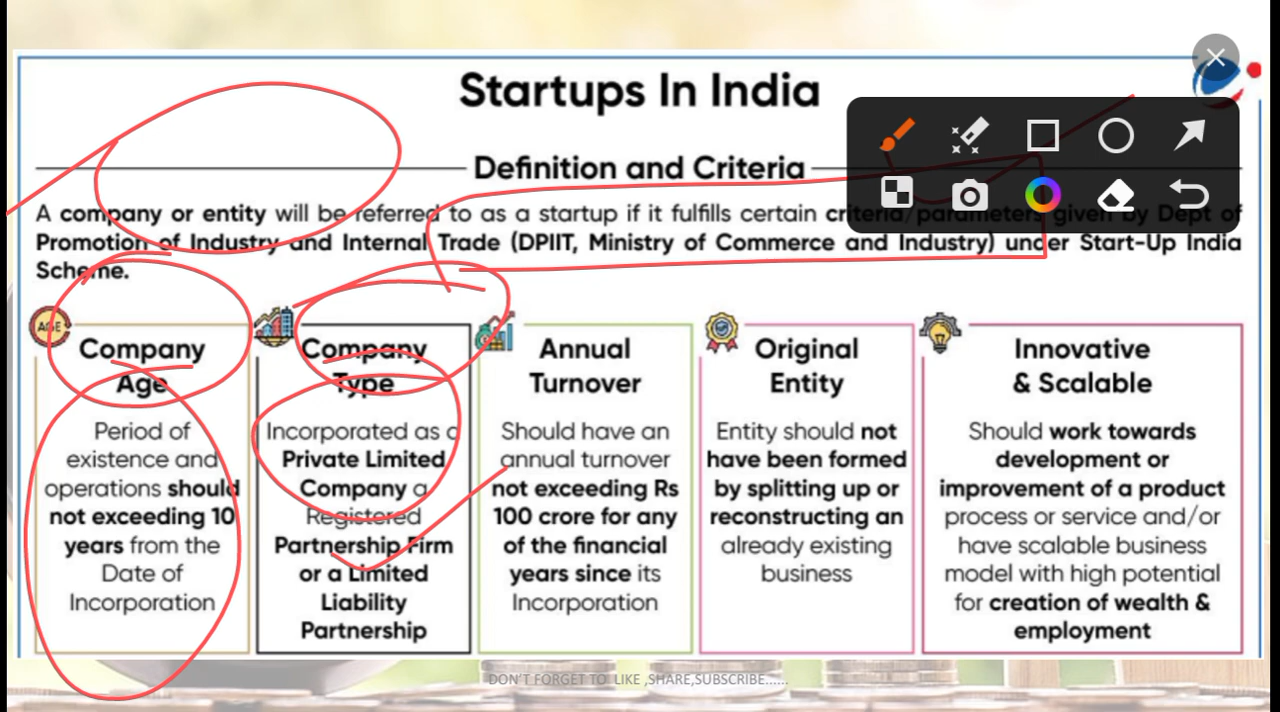 Startups In India
Definition and Criteria
A company or entity will be referred to as a startup if it fulfills certain criteria/parameters given by Dept of
Promotion of Industry and Internal Trade (DPIIT, Ministry of Commerce and Industry) under Start-Up India
Scheme.
AGE
Company
Age
Period of
existence and
operations should
not exceeding 10
years from the
Date of
Incorporation
Company
Type
Incorporated as a
Private Limited
Company a
Registered
Partnership Firm
or a Limited
Liability
Partnership
Annual
Turnover
Should have an
annual turnover
not exceeding Rs
100 crore for any
of the financial
years since its
Incorporation
Original
Entity
Entity should not
have been formed
by splitting up or
reconstructing an
already existing
business
Innovative
& Scalable
Should work towards
development or
improvement of a product
process or service and/or
have scalable business
model with high potential
for creation of wealth &
employment
DON'T FORGET TO LIKE ,SHARE,SUBSCRIBE......